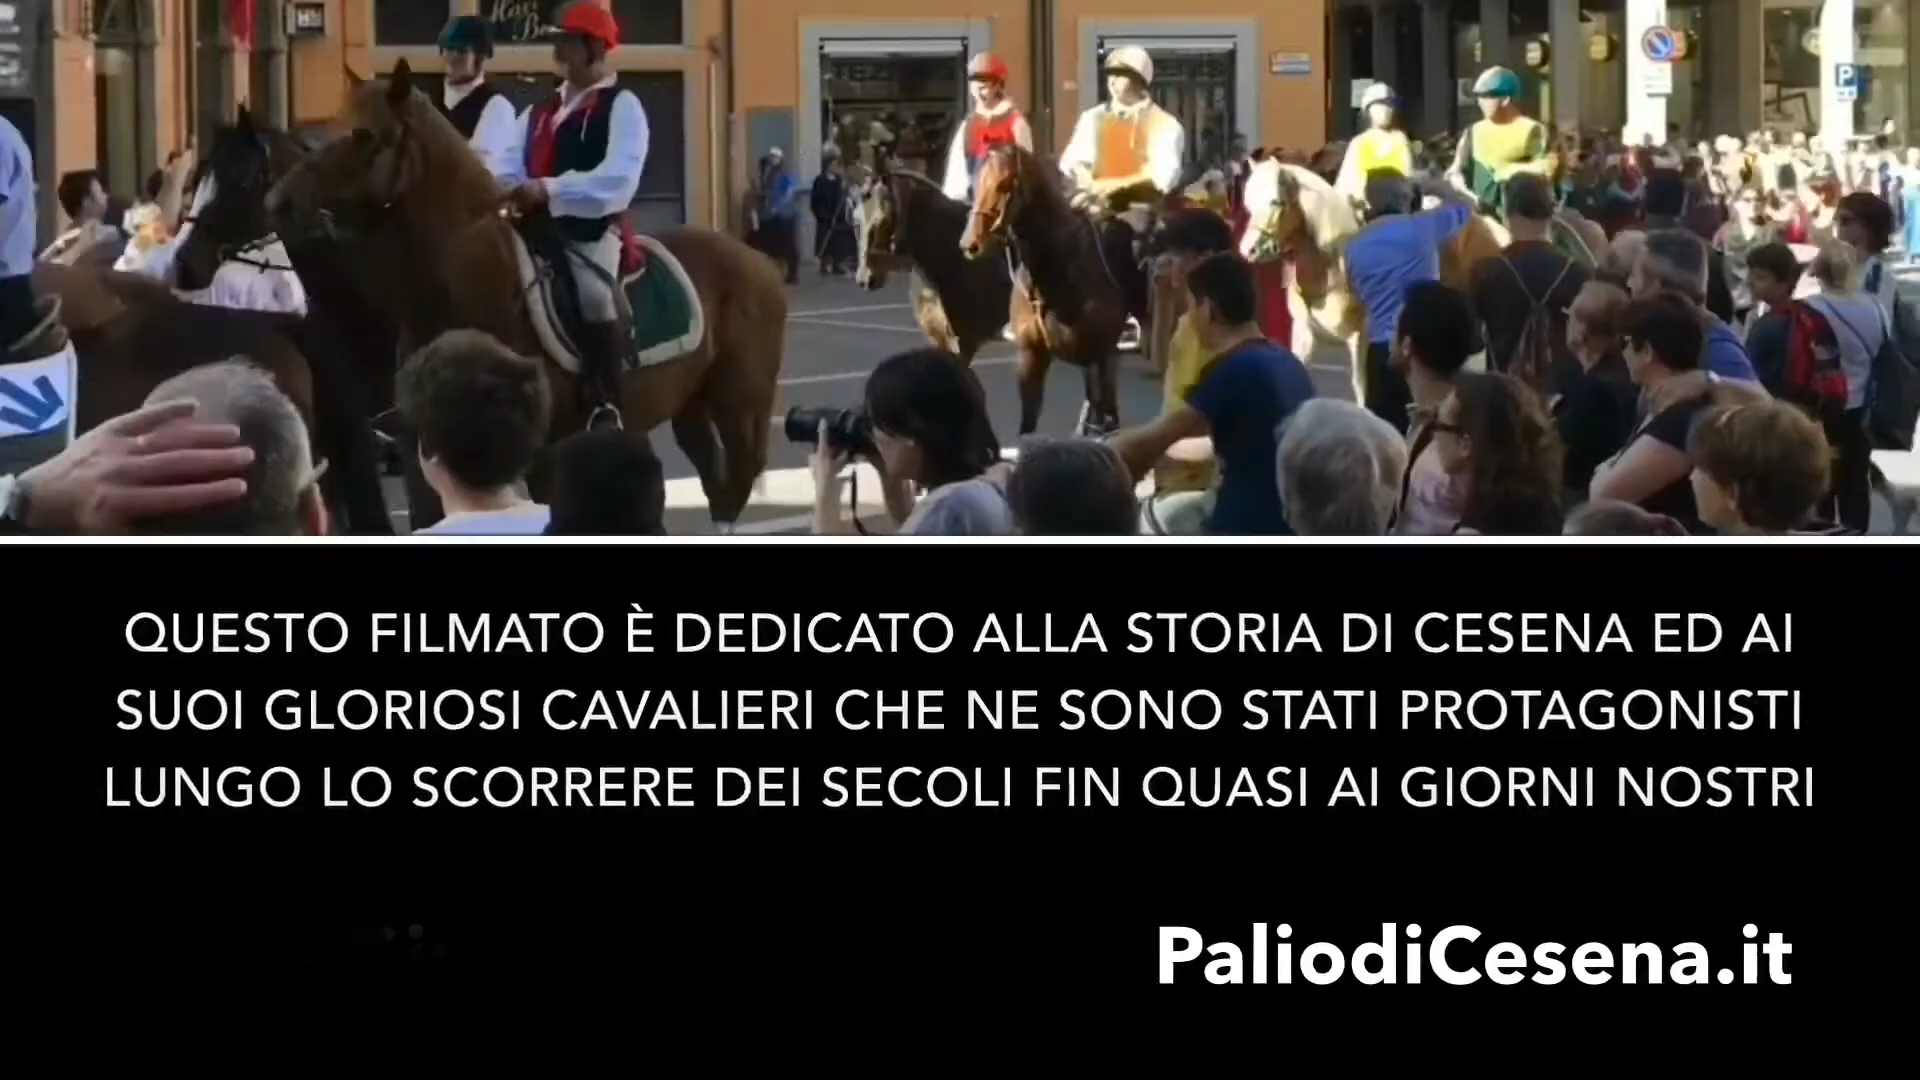 P
QUESTO FILMATO È DEDICATO ALLA STORIA DI CESENA ED AI
SUOI GLORIOSI CAVALIERI CHE NE SONO STATI PROTAGONISTI
LUNGO LO SCORRERE DEI SECOLI FIN QUASI AI GIORNI NOSTRI
PaliodiCesena.it